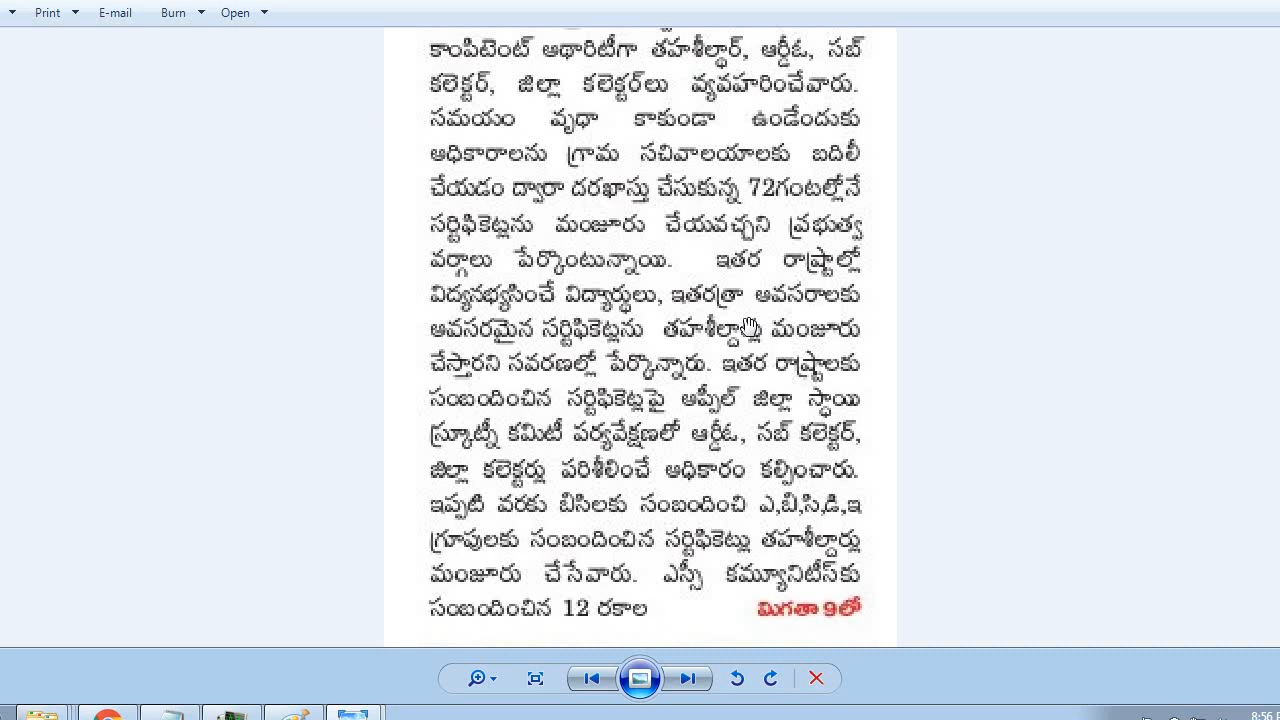 Print E-mail Burn Open
కాంపిటెంట్ ఆథారిటీగా తహశీల్ధార్, ఆర్డీఓ, సబ్
కలెక్టర్, జిల్లా కలెక్టర్‌లు వ్యవహరించేవారు.
సమయం వృధా కాకుండా ఉండేందుకు
అధికారాలను గ్రామ సచివాలయాలకు బదిలీ
చేయడం ద్వారా దరఖాస్తు చేసుకున్న 72గంటల్లోనే
సర్టిఫికెట్లను మంజూరు చేయవచ్చని ప్రభుత్వ
వర్గాలు పేర్కొంటున్నాయి. ఇతర రాష్ట్రాల్లో
విద్యనభ్యసించే విద్యార్థులు, ఇతరత్రా అవసరాలకు
అవసరమైన సర్టిఫికెట్లను తహశీల్దార్లు మంజూరు
చేస్తారని సవరణల్లో పేర్కొన్నారు. ఇతర రాష్ట్రాలకు
సంబందించిన సర్టిఫికెట్లపై అప్పీల్ జిల్లా స్ధాయి
స్క్రూట్నీ కమిటీ పర్యవేక్షణలో ఆర్డీఓ, సబ్ కలెక్టర్,
జిల్లా కలెక్టర్లు పరిశీలించే అధికారం కల్పించారు.
ఇప్పటి వరకు బిసిలకు సంబందించి ఎ,బి,సి,డి,ఇ
గ్రూపులకు సంబందించిన సర్టిఫికెట్లు తహశీల్దార్లు
మంజూరు చేసేవారు. ఎస్సీ కమ్యూనిటీస్‌కు
సంబందించిన 12 రకాల మిగతా 9లో